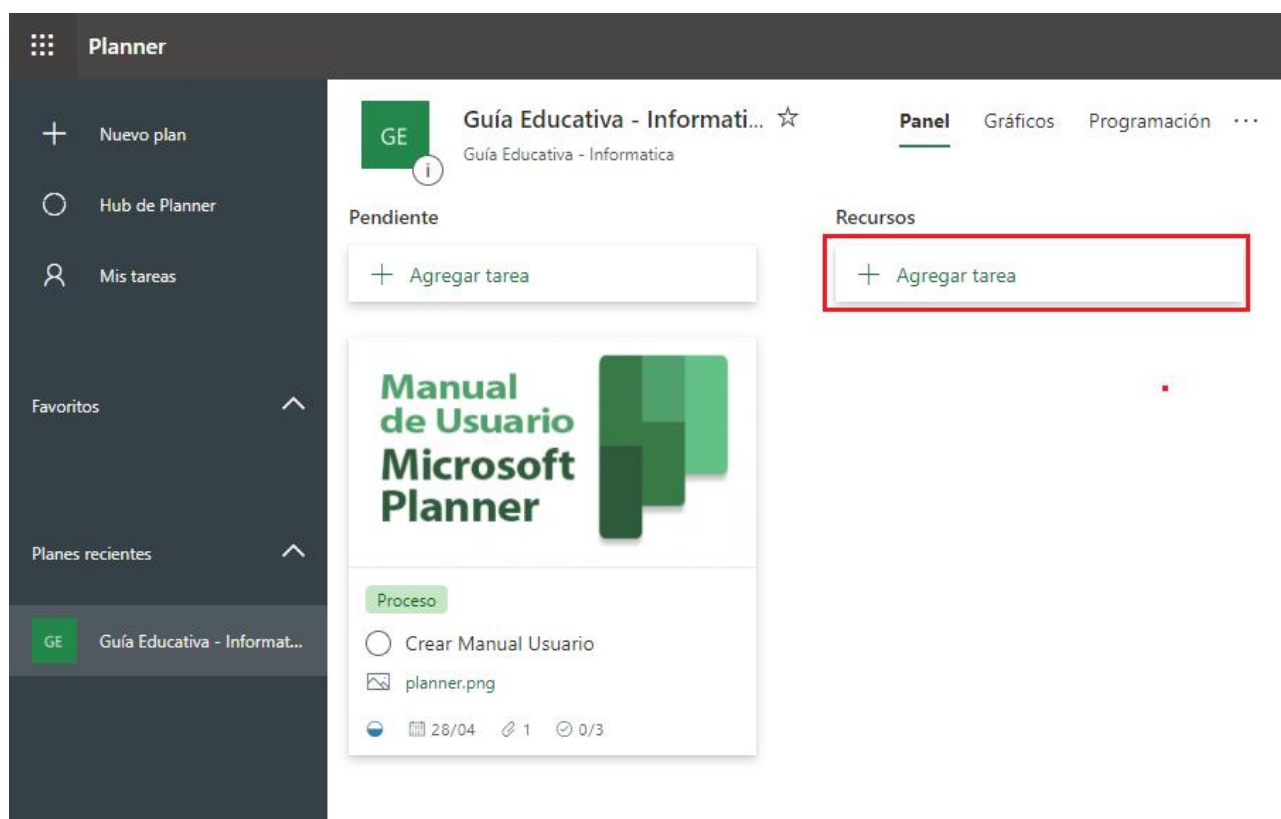 Planner
Nuevo plan
Hub de Planner
Mis tareas
Favoritos
Planes recientes
GE
Guía Educativa - Informat...
GE
i
Guía Educativa - Informati...
Guía Educativa - Informatica
Panel
Gráficos
Programación
...
Pendiente
Agregar tarea
Manual
de Usuario
Microsoft
Planner
Proceso
Crear Manual Usuario
planner.png
28/04 1 0/3
Recursos
Agregar tarea